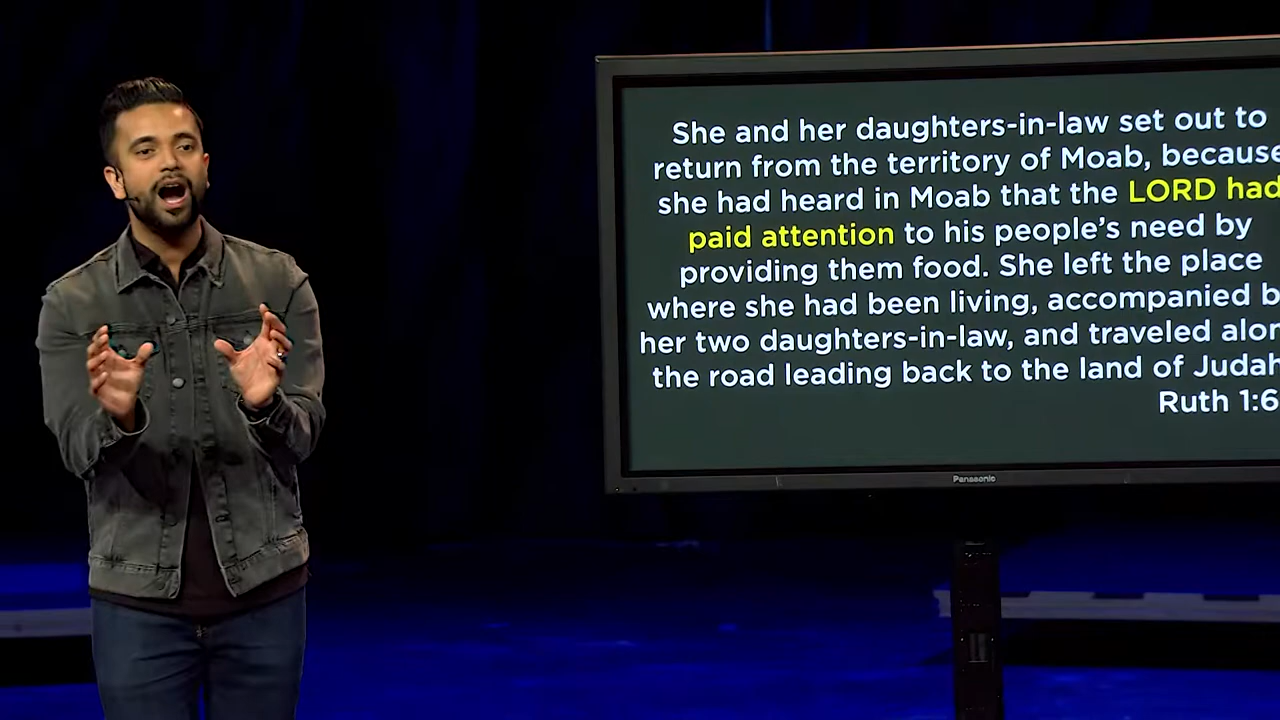 She and her daughters-in-law set out to
return from the territory of Moab, because
she had heard in Moab that the LORD had
paid attention to his people’s need by
providing them food. She left the place
where she had been living, accompanied b
her two daughters-in-law, and traveled alon
the road leading back to the land of Judah
Ruth 1:6
Panasonic